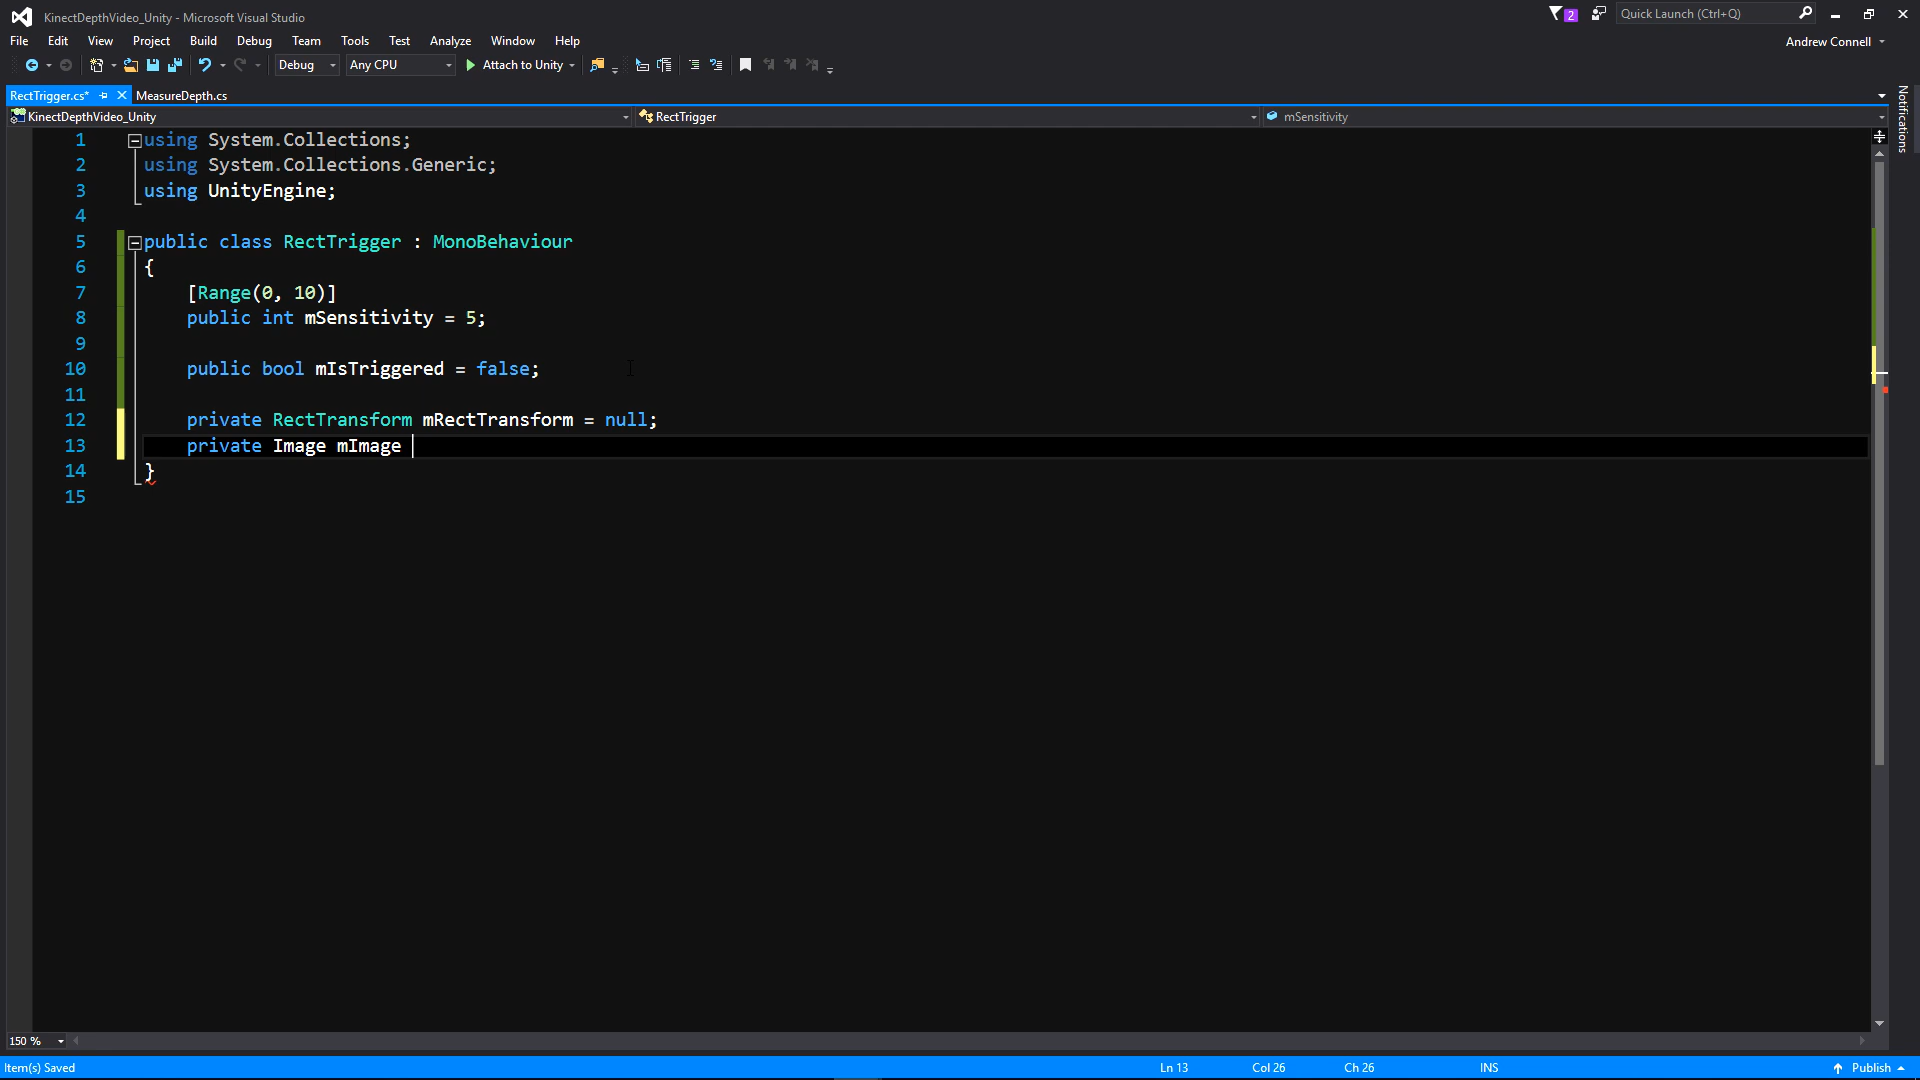 KinectDepthVideo_Unity - Microsoft Visual Studio
2
Quick Launch (Ctrl+Q)
File Edit View Project Build Debug Team Tools Test Analyze Window Help
Andrew Connell
Debug Any CPU Attach to Unity
RectTrigger.cs* MeasureDepth.cs
KinectDepthVideo_Unity RectTrigger mSensitivity
Notifications
1 using System.Collections;
2 using System.Collections.Generic;
3 using UnityEngine;
4
5 public class RectTrigger : MonoBehaviour
6 {
7 [Range(0, 10)]
8 public int mSensitivity = 5;
9
10 public bool mIsTriggered = false;
11
12 private RectTransform mRectTransform = null;
13 private Image mImage
14 }
15
150 %
Item(s) Saved Ln 13 Col 26 Ch 26 INS Publish